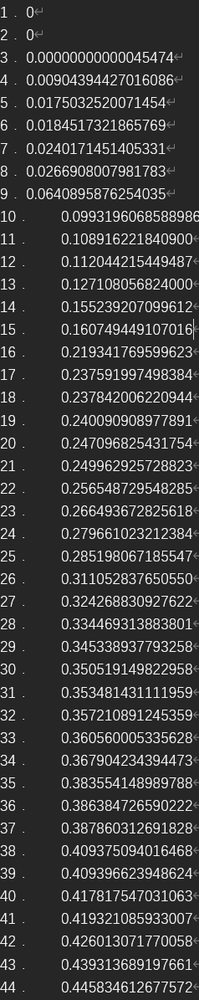 1 . 0↵
2 . 0↵
3 . 0.00000000000045474↵
4 . 0.00904394427016086↵
5 . 0.0175032520071454↵
6 . 0.0184517321865769↵
7 . 0.0240171451405331↵
8 . 0.0266908007981783↵
9 . 0.0640895876254035↵
10 . 0.0993196068588986
11 . 0.108916221840900↵
12 . 0.112044215449487↵
13 . 0.127108056824000↵
14 . 0.155239207099612↵
15 . 0.160749449107016↵
16 . 0.219341769599623↵
17 . 0.237591997498384↵
18 . 0.237842006220944↵
19 . 0.240090908977891↵
20 . 0.247096825431754↵
21 . 0.249962925728823↵
22 . 0.256548729548285↵
23 . 0.266493672825618↵
24 . 0.279661023212384↵
25 . 0.285198067185547↵
26 . 0.311052837650550↵
27 . 0.324268830927622↵
28 . 0.334469313883801↵
29 . 0.345338937793258↵
30 . 0.350519149822958↵
31 . 0.353481431111959↵
32 . 0.357210891245359↵
33 . 0.360560005335628↵
34 . 0.367904234394473↵
35 . 0.383554148989788↵
36 . 0.386384726590222↵
37 . 0.387860312691828↵
38 . 0.409375094016468↵
39 . 0.409396623948624↵
40 . 0.417817547031063↵
41 . 0.419321085933007↵
42 . 0.426013071770058↵
43 . 0.439313689197661↵
44 . 0.445834612677572↵